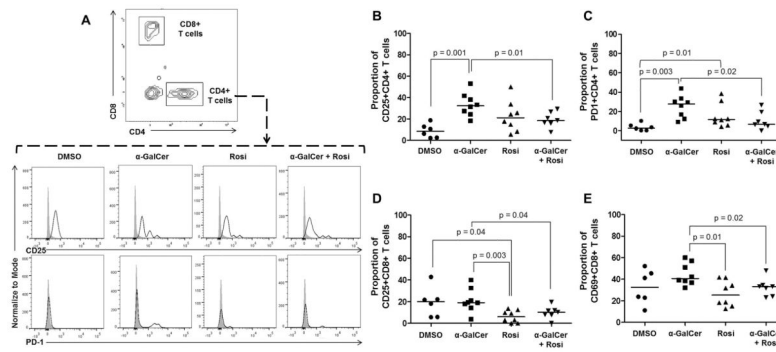 A
CD8+
T cells
CD4+
T cells
CD8
CD4
DMSO
α-GalCer
Rosi
α-GalCer + Rosi
CD25
Normalize to Mode
PD-1
B
Proportion of
CD25+CD4+ T cells
100
80
60
40
20
0
p = 0.001
p = 0.01
DMSO
α-GalCer
Rosi
α-GalCer
+ Rosi
C
Proportion of
PD1+CD4+ T cells
100
80
60
40
20
0
p = 0.01
p = 0.003
p = 0.02
DMSO
α-GalCer
Rosi
α-GalCer
+ Rosi
D
Proportion of
CD25+CD8+ T cells
100
80
60
40
20
0
p = 0.04
p = 0.04
p = 0.003
DMSO
α-GalCer
Rosi
α-GalCer
+ Rosi
E
Proportion of
CD69+CD8+ T cells
100
80
60
40
20
0
p = 0.02
p = 0.01
DMSO
α-GalCer
Rosi
α-GalCer
+ Rosi